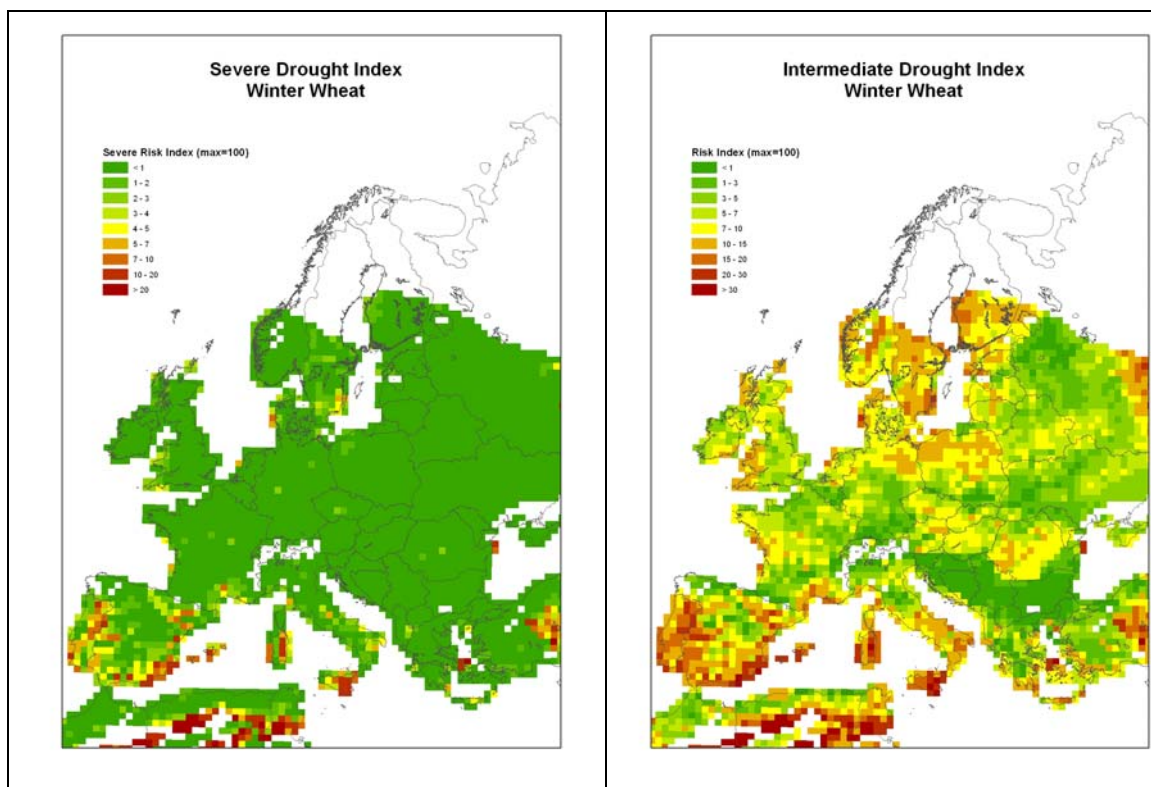 Severe Drought Index
Winter Wheat
Severe Risk Index (max=100)
< 1
1 - 2
2 - 3
3 - 4
4 - 5
5 - 7
7 - 10
10 - 20
> 20
Intermediate Drought Index
Winter Wheat
Risk Index (max=100)
< 1
1 - 3
3 - 5
5 - 7
7 - 10
10 - 15
15 - 20
20 - 30
> 30